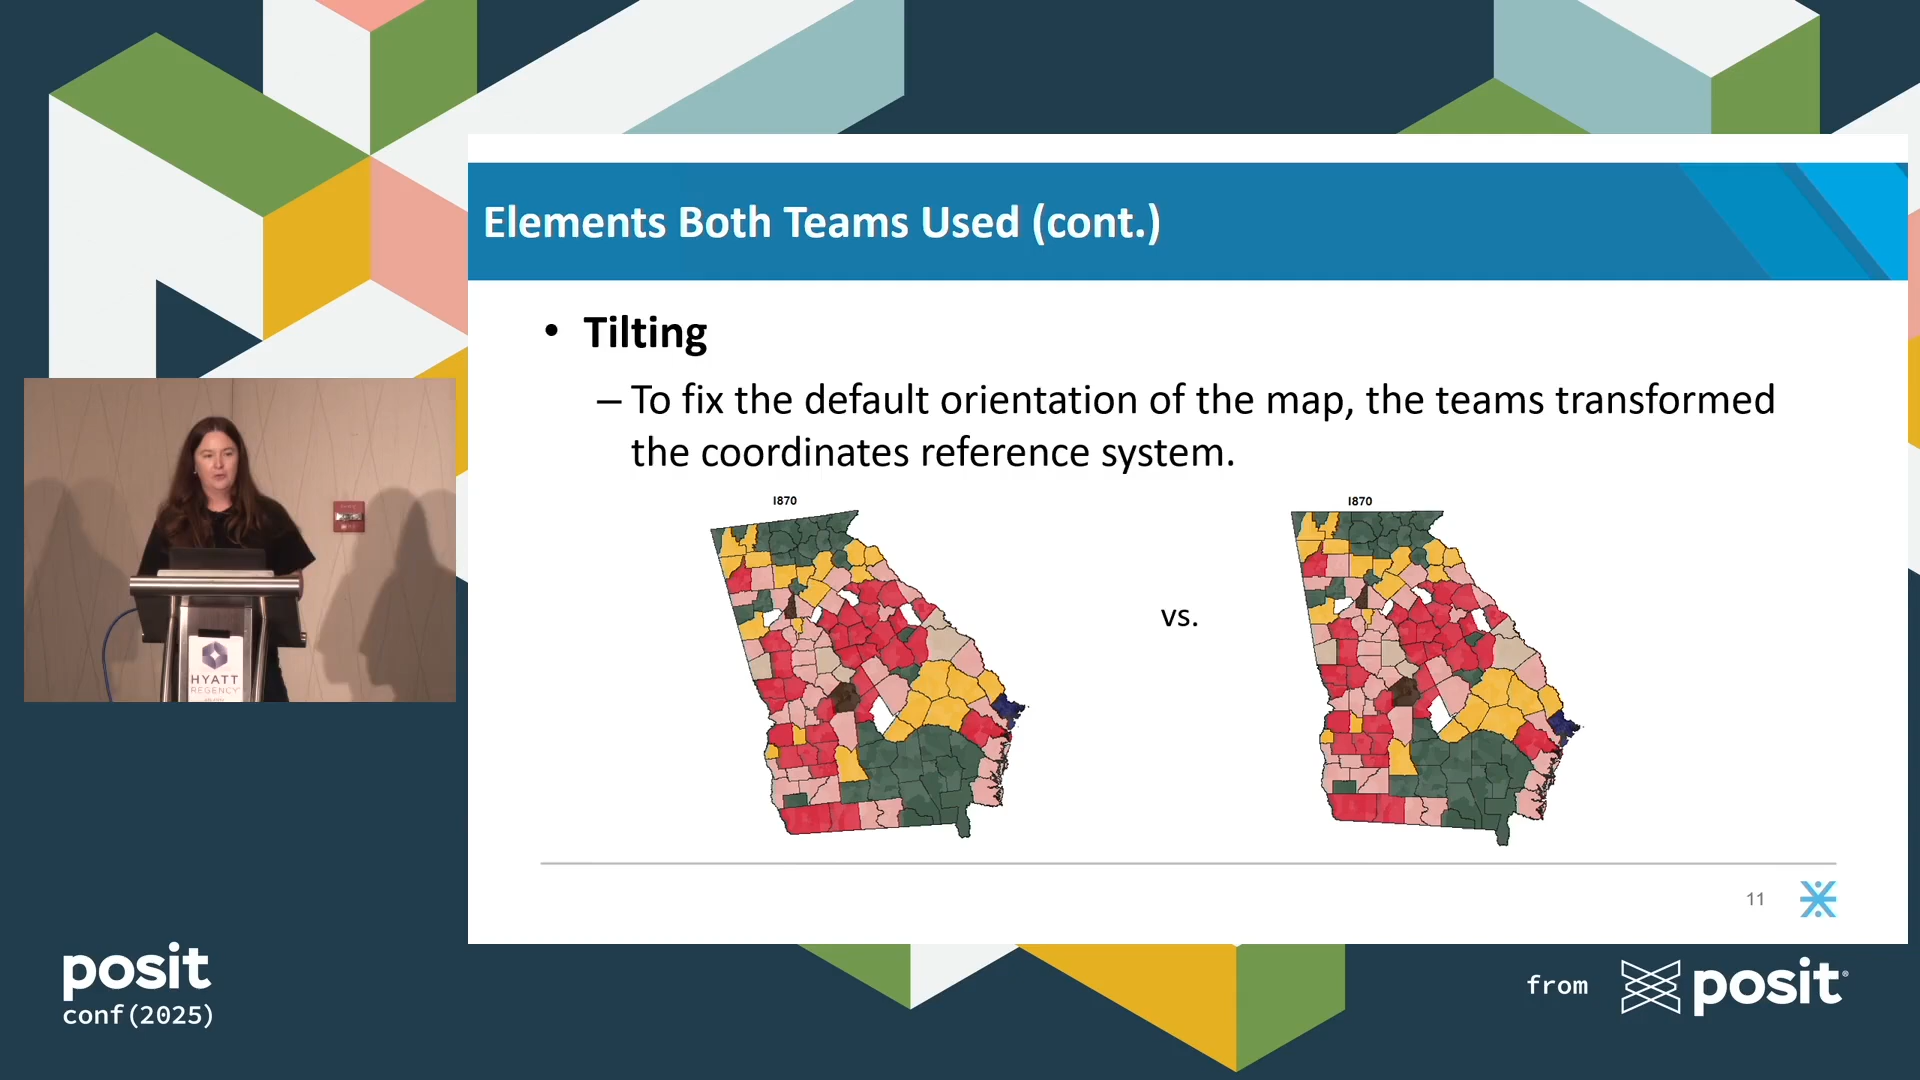 Elements Both Teams Used (cont.)
• Tilting
– To fix the default orientation of the map, the teams transformed
the coordinates reference system.
1870
1870
vs.
11
HYATT
REGENCY
posit
conf(2025)
from posit